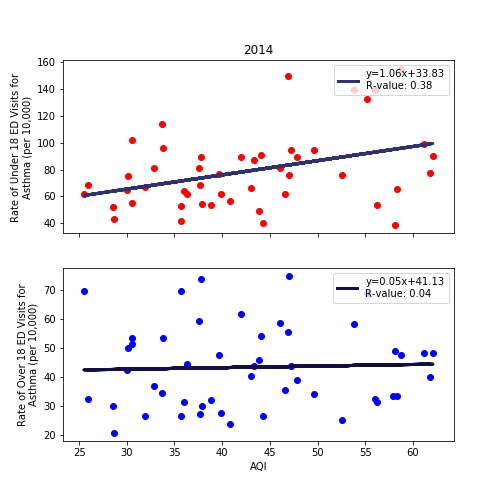 2014
160
140
120
100
80
60
40
Rate of Under 18 ED Visits for
Asthma (per 10,000)
y=1.06x+33.83
R-value: 0.38
70
60
50
40
30
20
Rate of Over 18 ED Visits for
Asthma (per 10,000)
y=0.05x+41.13
R-value: 0.04
25 30 35 40 45 50 55 60
AQI